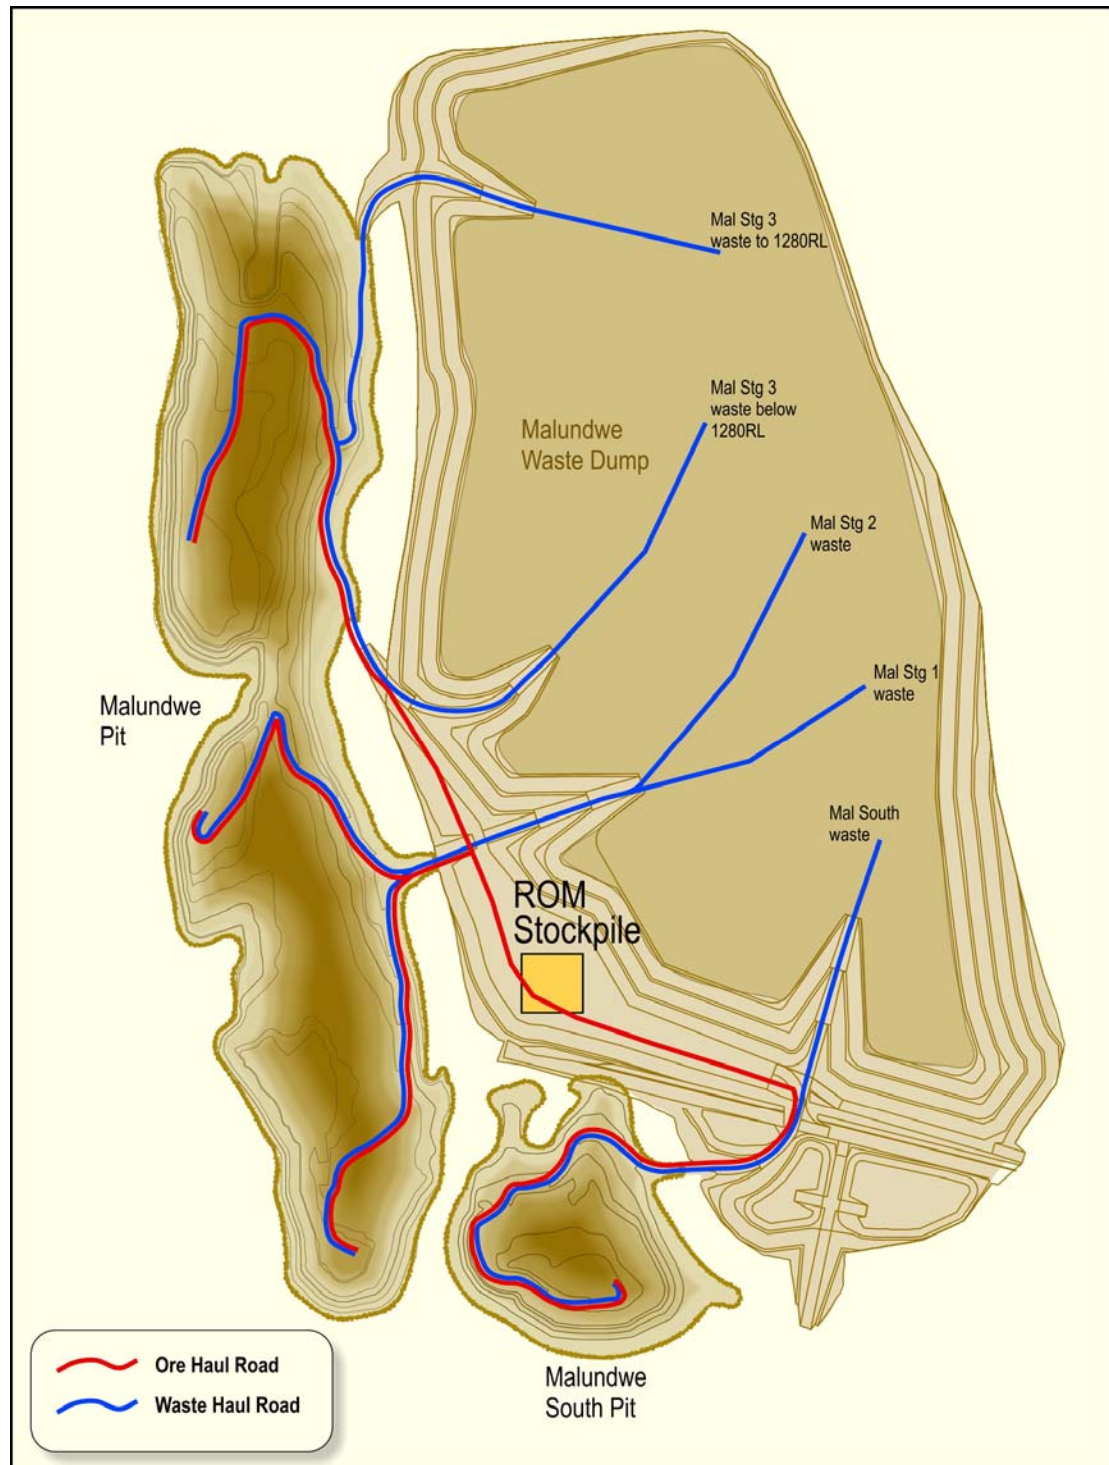 Mal Stg 3
waste to 1280RL
Mal Stg 3
waste below
1280RL
Malundwe
Waste Dump
Mal Stg 2
waste
Mal Stg 1
waste
Malundwe
Pit
Mal South
waste
ROM
Stockpile
Malundwe
South Pit
Ore Haul Road
Waste Haul Road